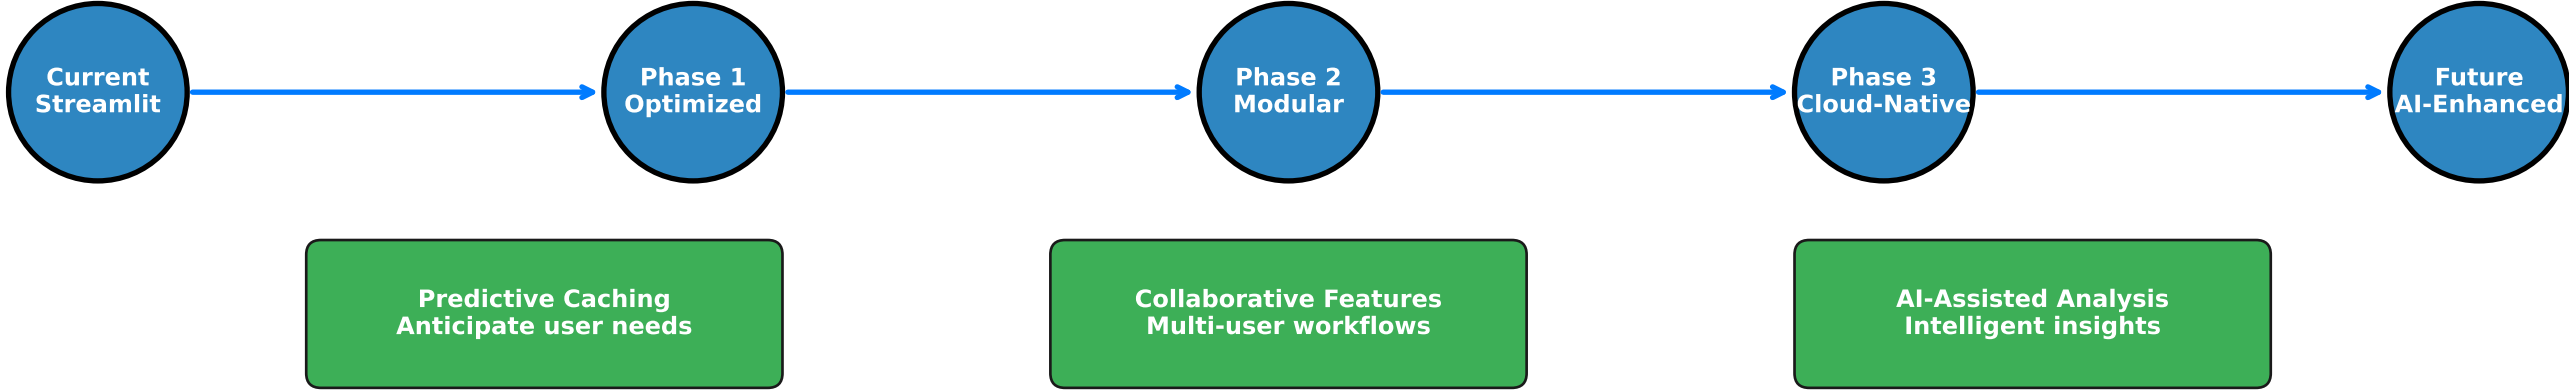 Current
Streamlit
Phase 1
Optimized
Phase 2
Modular
Phase 3
Cloud-Native
Future
AI-Enhanced
Predictive Caching
Anticipate user needs
Collaborative Features
Multi-user workflows
AI-Assisted Analysis
Intelligent insights